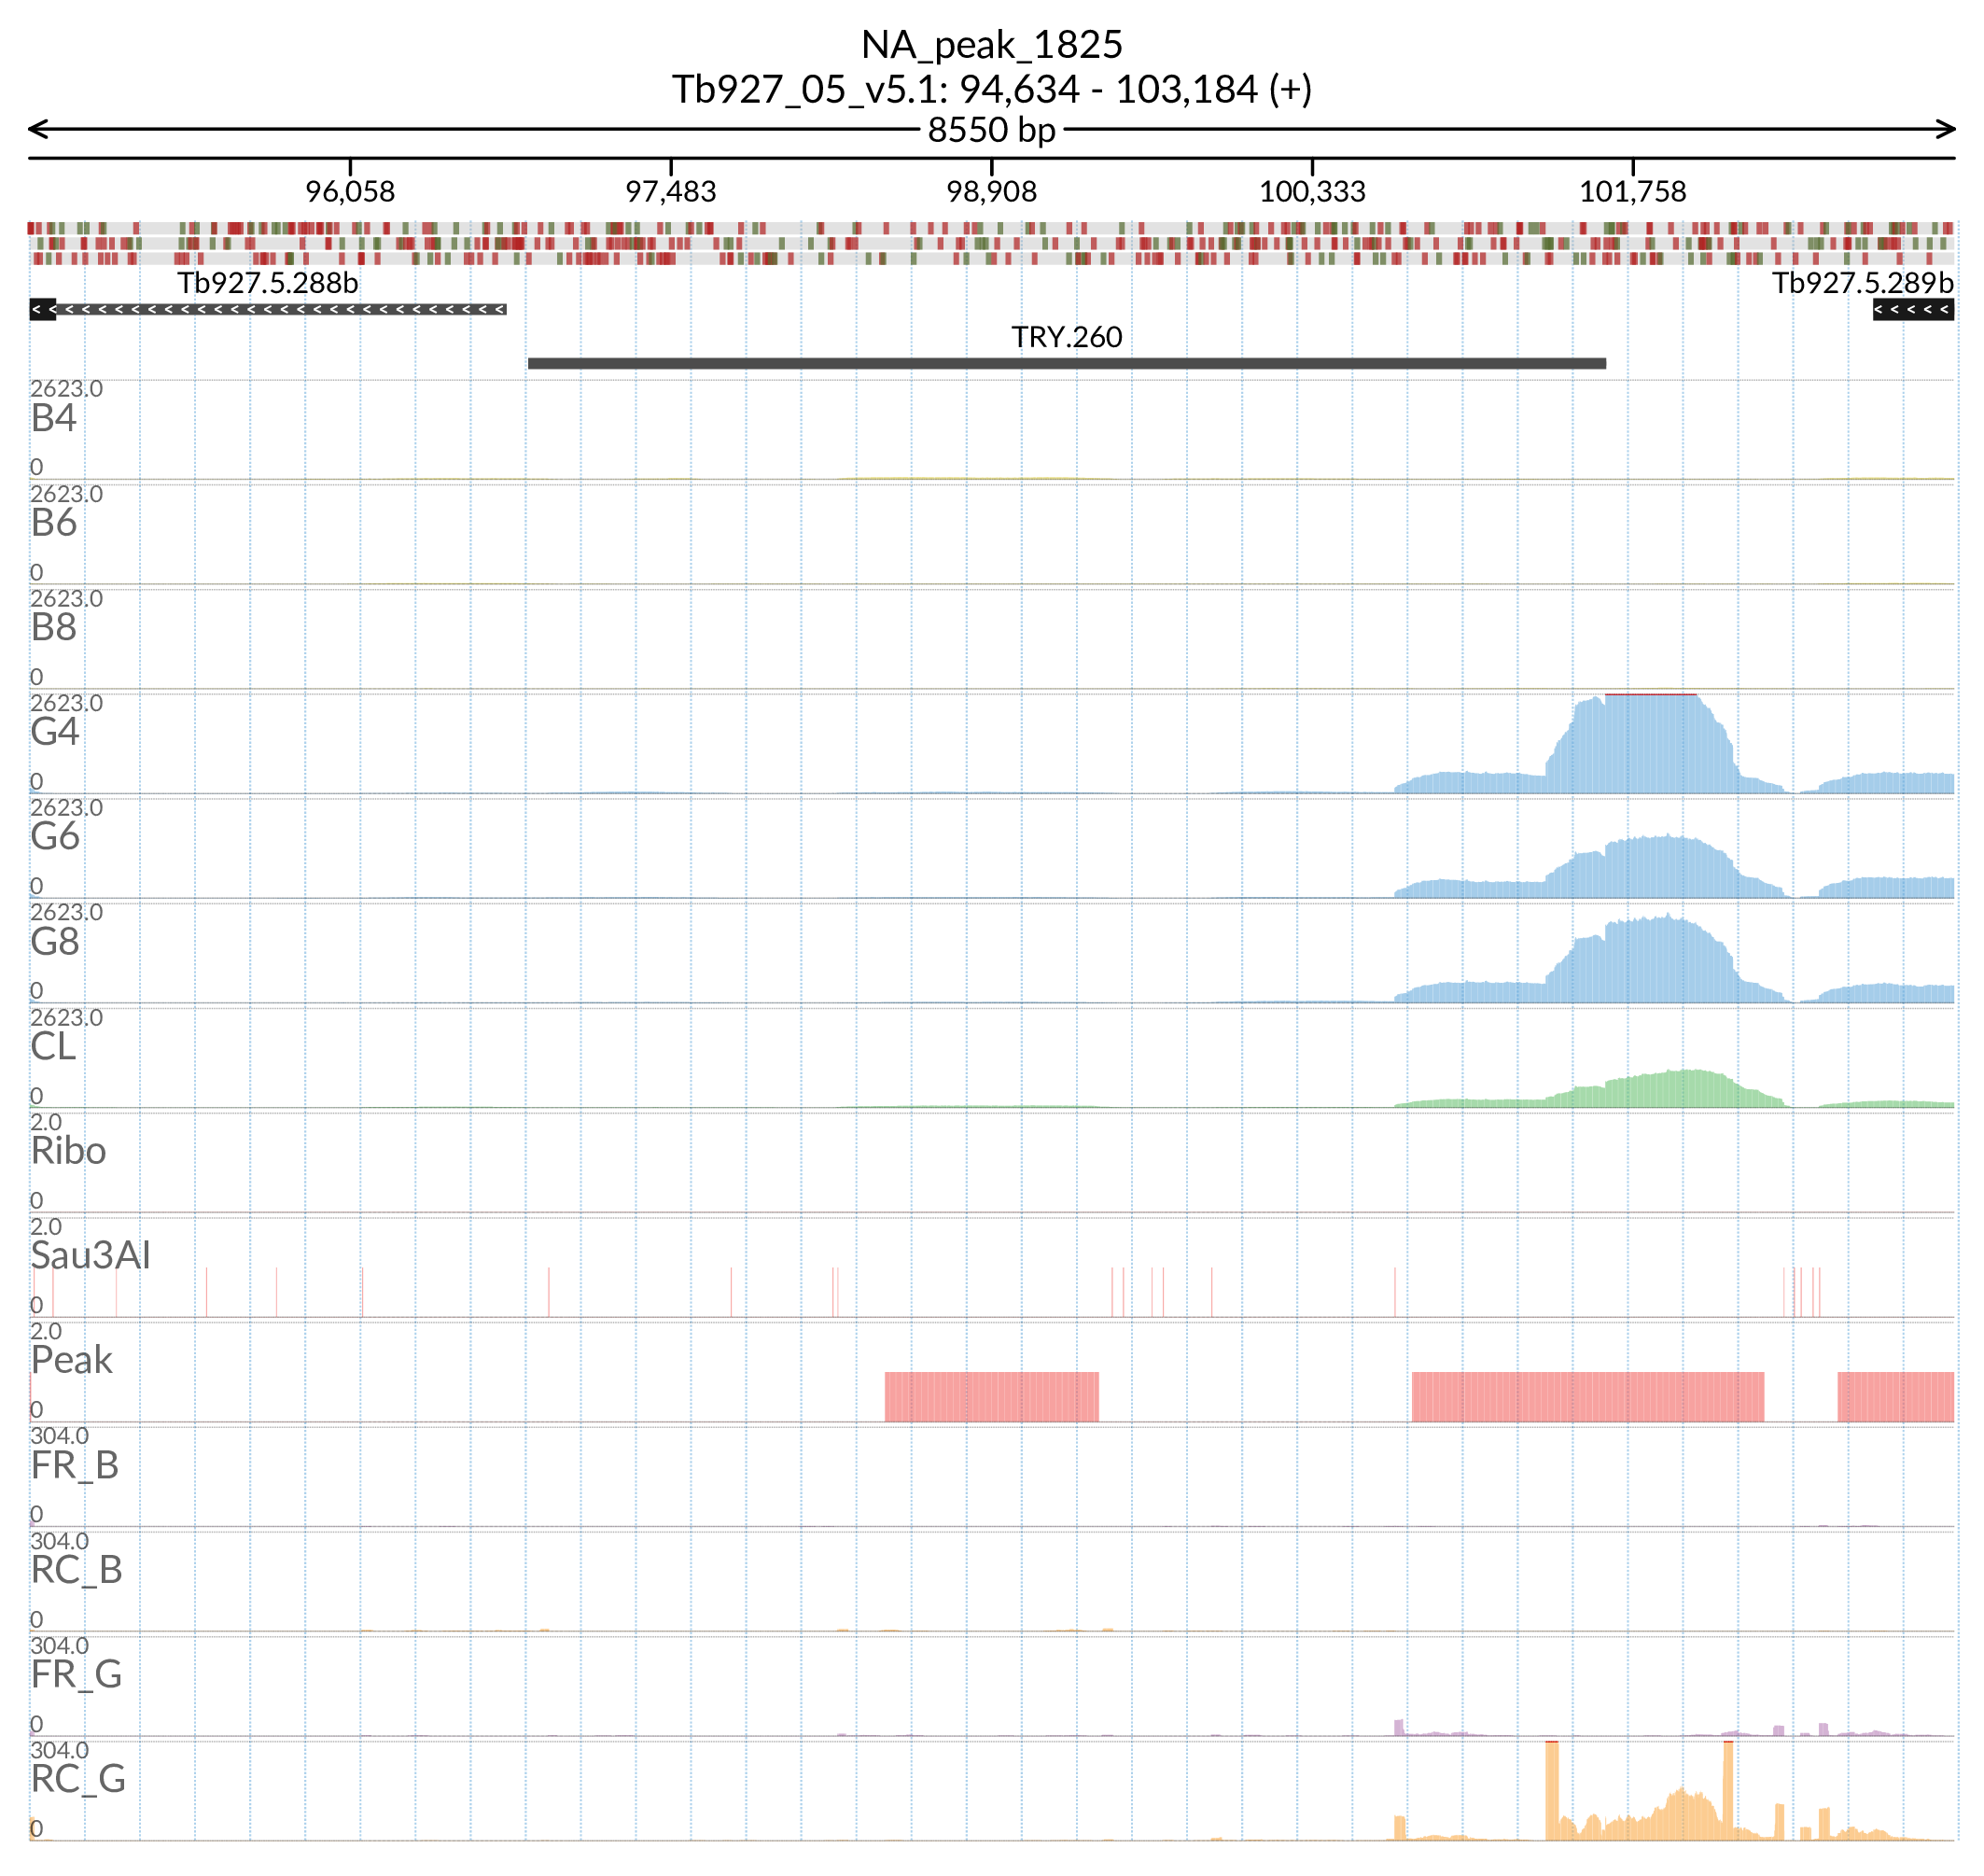 NA_peak_1825
Tb927_05_v5.1: 94,634 - 103,184 (+)
8550 bp
96,058 97,483 98,908 100,333 101,758
Tb927.5.288b Tb927.5.289b
TRY.260
2623.0
B4
0
2623.0
B6
0
2623.0
B8
0
2623.0
G4
0
2623.0
G6
0
2623.0
G8
0
2623.0
CL
0
2.0
Ribo
0
2.0
Sau3AI
0
2.0
Peak
0
304.0
FR_B
0
304.0
RC_B
0
304.0
FR_G
0
304.0
RC_G
0